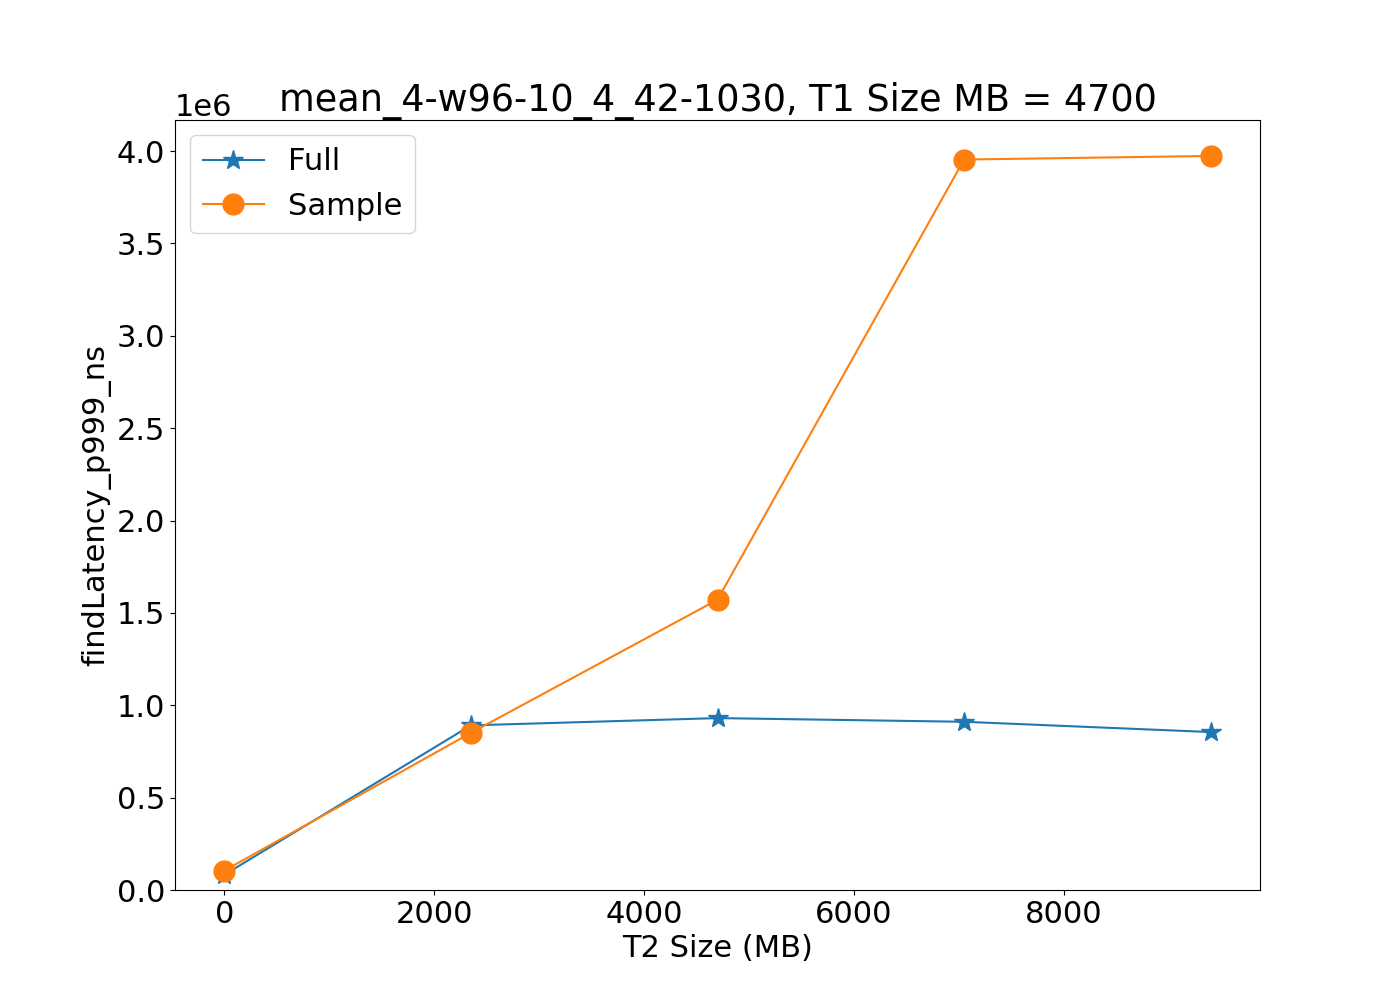 mean_4-w96-10_4_42-1030, T1 Size MB = 4700
1e6
Full
Sample
4.0
3.5
3.0
2.5
2.0
1.5
1.0
0.5
0.0
findLatency_p999_ns
0 2000 4000 6000 8000
T2 Size (MB)